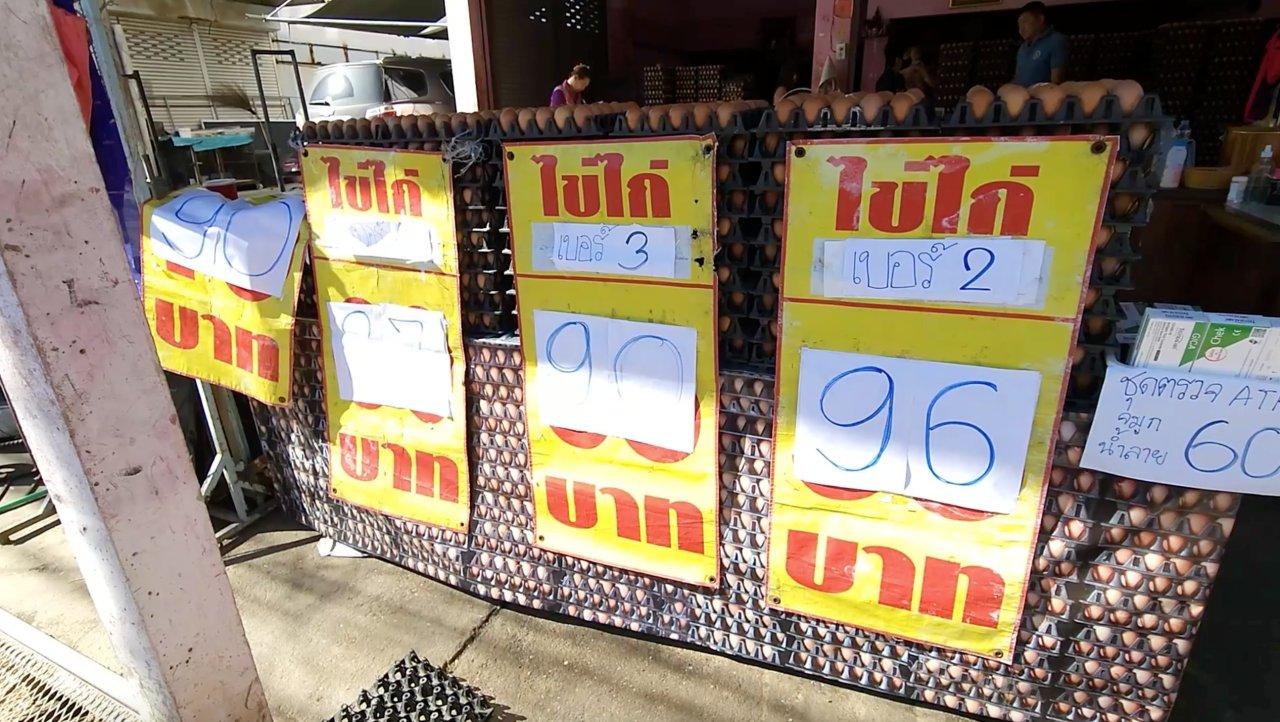 90
บาท
ไข่ไก่
บาท
ไข่ไก่
เบอร์ 3
90
บาท
ไข่ไก่
เบอร์ 2
96
บาท
Chek
ชุดตรวจ ATK
จมูก
น้ำลาย 60